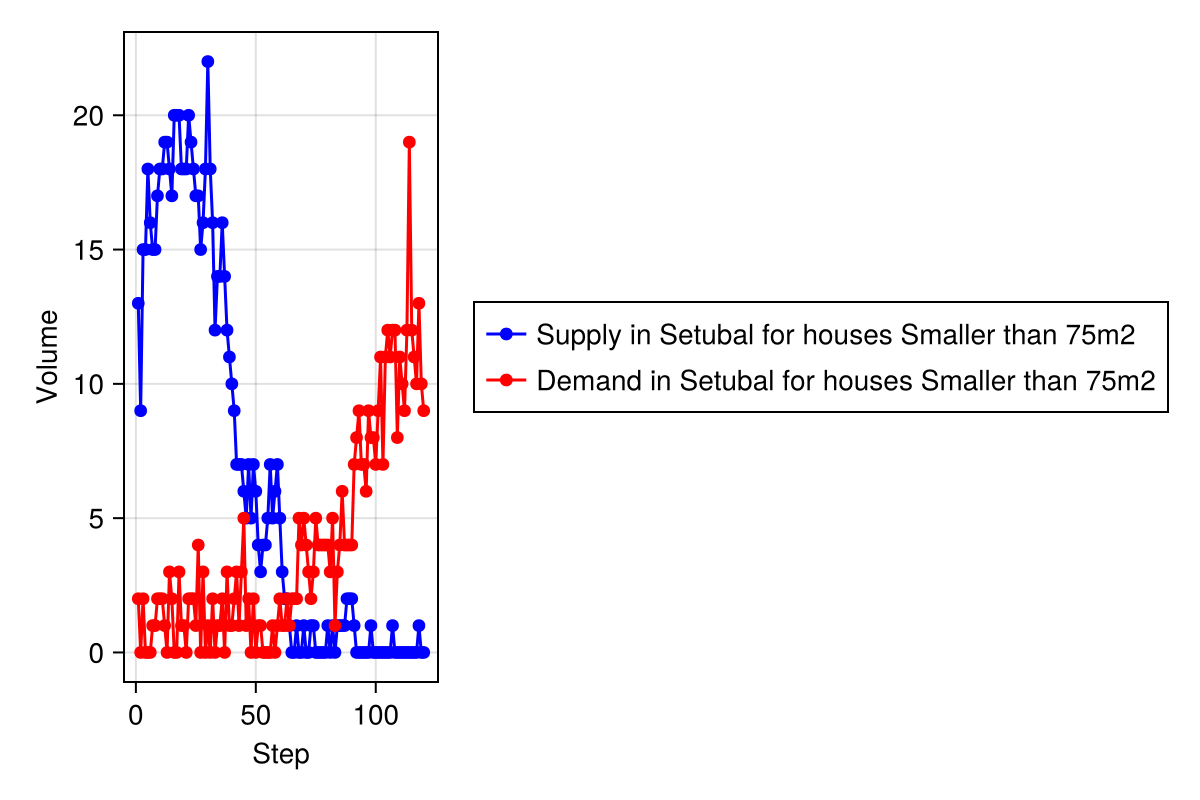 20
15
10
5
0
Volume
0 50 100
Step
Supply in Setubal for houses Smaller than 75m2
Demand in Setubal for houses Smaller than 75m2